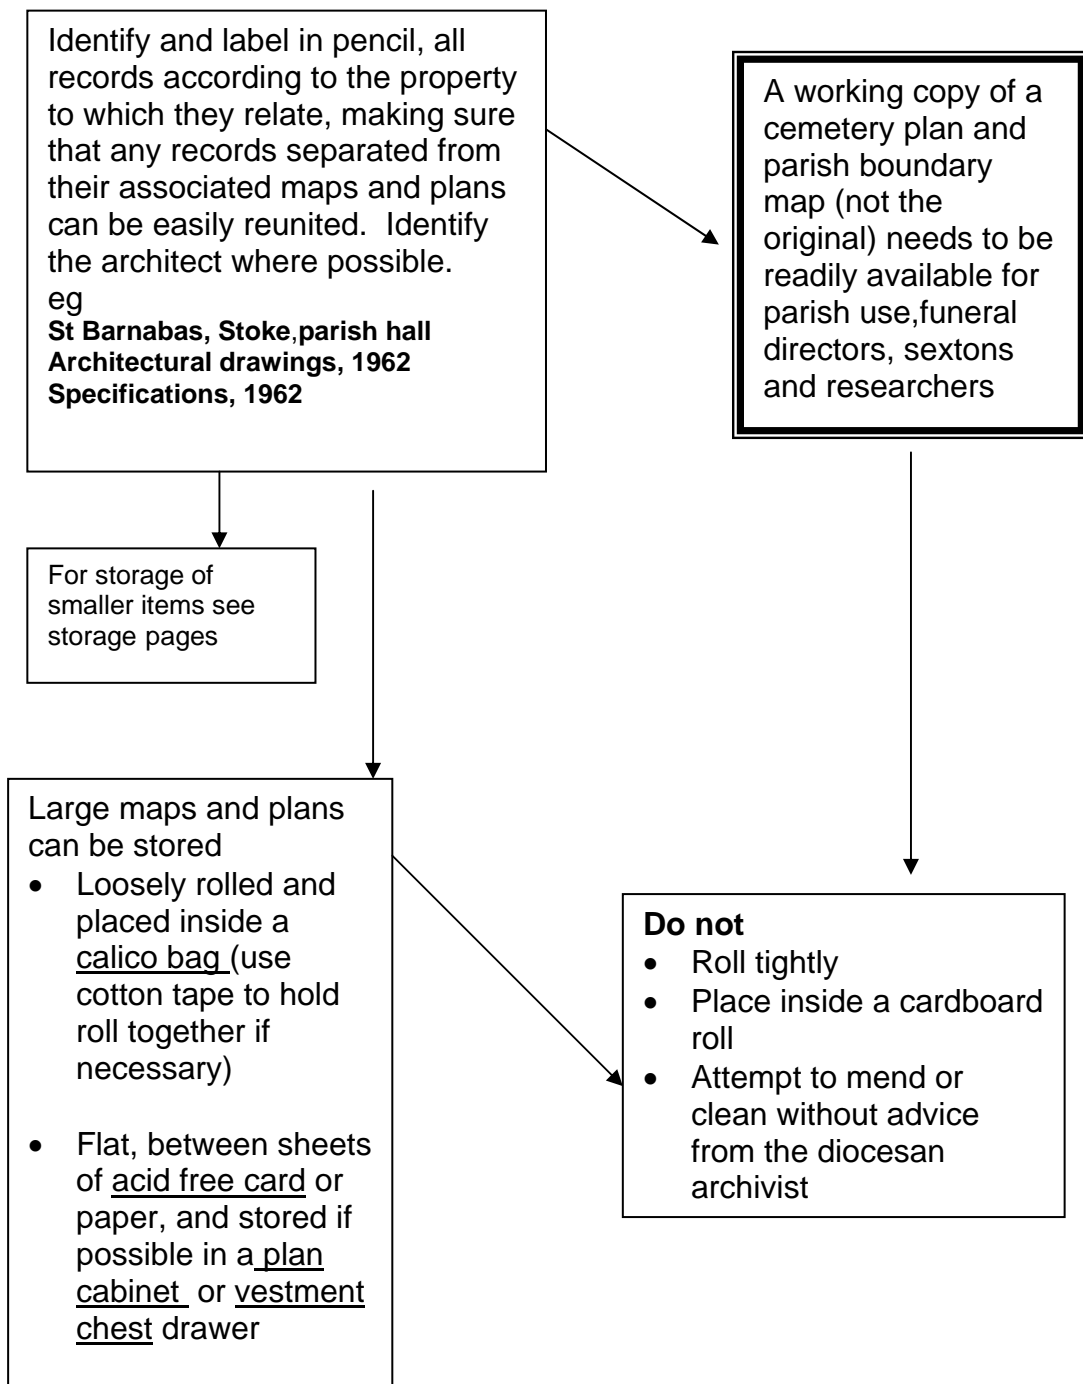 Identify and label in pencil, all
records according to the property
to which they relate, making sure
that any records separated from
their associated maps and plans
can be easily reunited.  Identify
the architect where possible.
eg
St Barnabas, Stoke,parish hall
Architectural drawings, 1962
Specifications, 1962
A working copy of a
cemetery plan and
parish boundary
map (not the
original) needs to be
readily available for
parish use,funeral
directors, sextons
and researchers
For storage of
smaller items see
storage pages
Large maps and plans
can be stored
• Loosely rolled and
placed inside a
calico bag (use
cotton tape to hold
roll together if
necessary)
• Flat, between sheets
of acid free card or
paper, and stored if
possible in a plan
cabinet  or vestment
chest drawer
Do not
• Roll tightly
• Place inside a cardboard
roll
• Attempt to mend or
clean without advice
from the diocesan
archivist